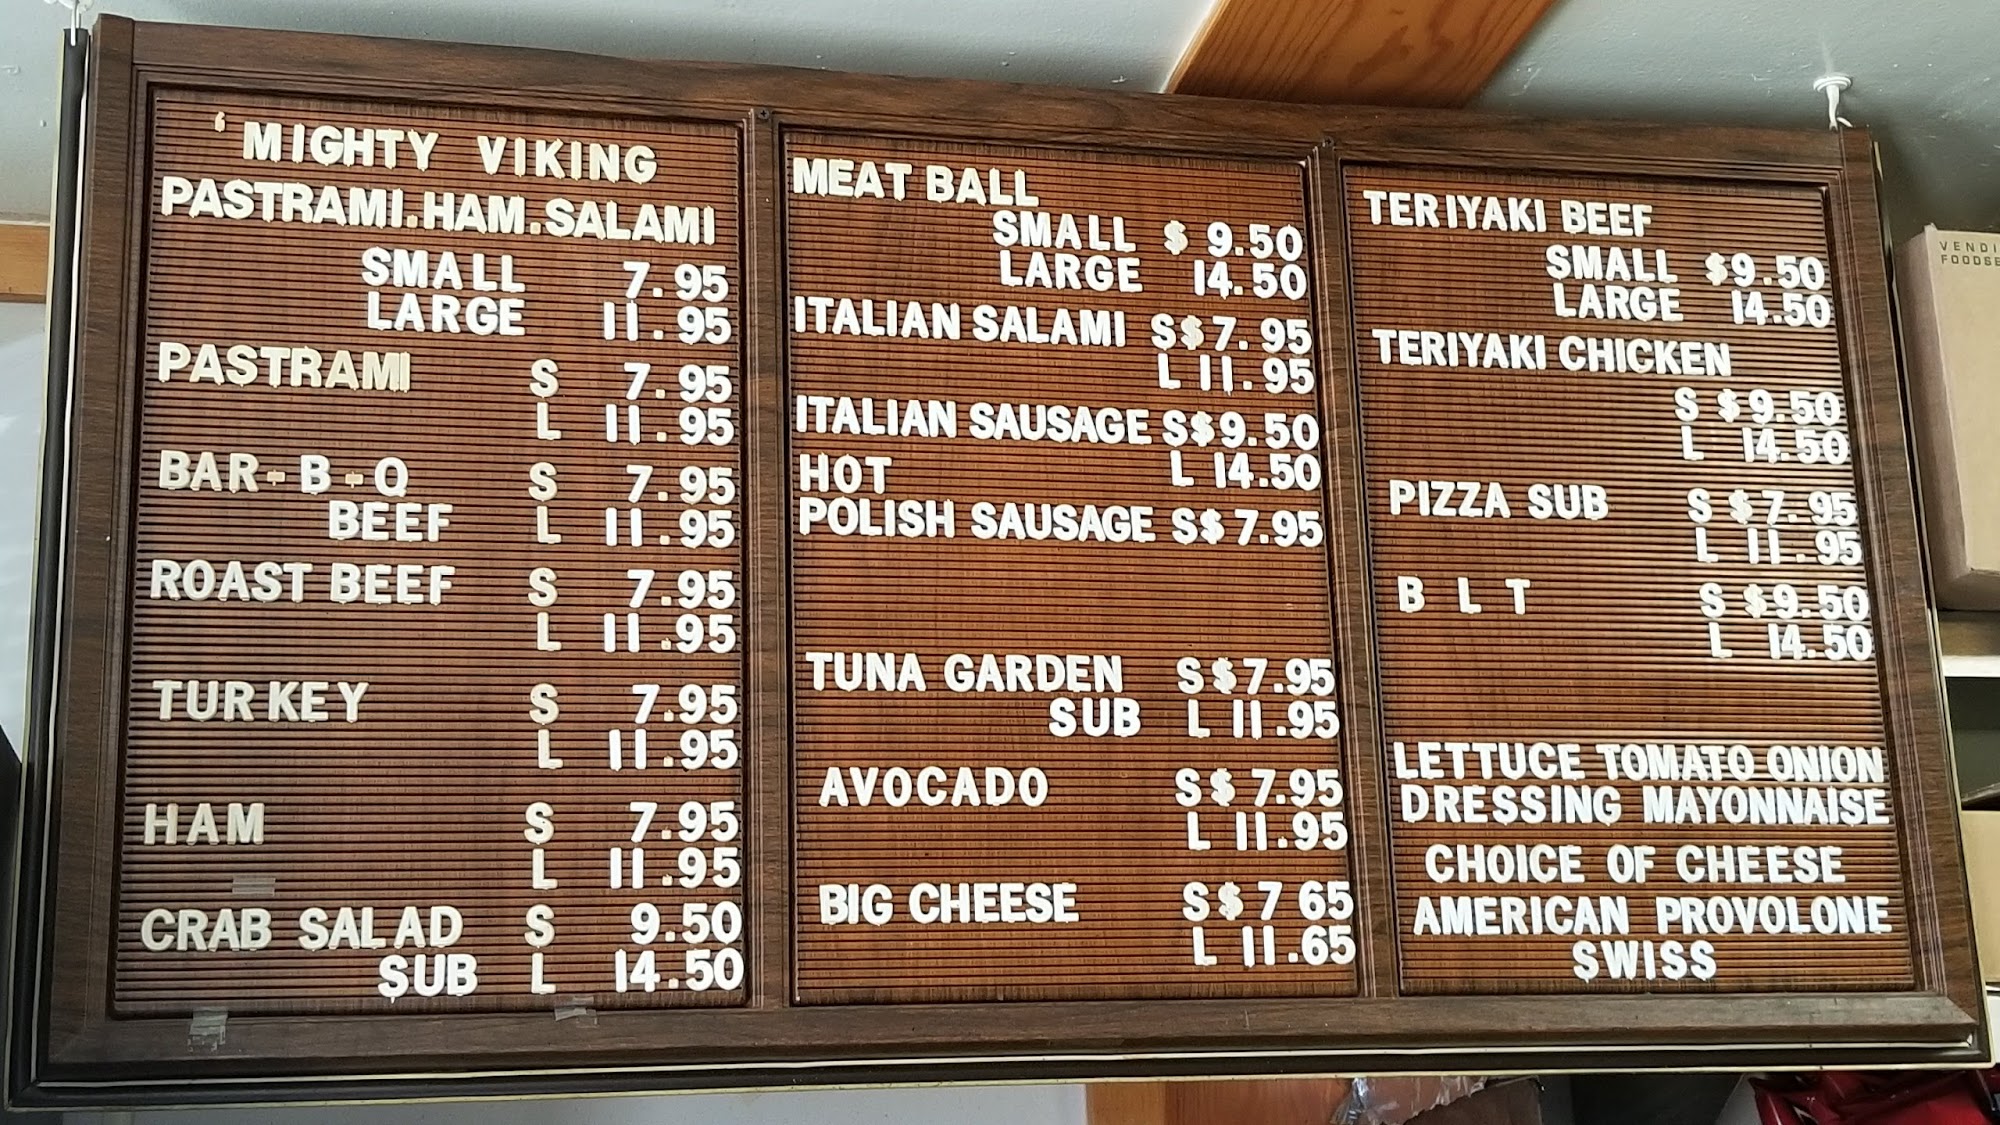 'MIGHTY VIKING
PASTRAMI.HAM.SALAMI
SMALL 7.95
LARGE 11.95
PASTRAMI S 7.95
L 11.95
BAR-B-Q S 7.95
BEEF L 11.95
ROAST BEEF S 7.95
L 11.95
TURKEY S 7.95
L 11.95
HAM S 7.95
L 11.95
CRAB SALAD S 9.50
SUB L 14.50
MEAT BALL
SMALL $ 9.50
LARGE 14.50
ITALIAN SALAMI S $7.95
L 11.95
ITALIAN SAUSAGE S $9.50
HOT L 14.50
POLISH SAUSAGE S $7.95
TUNA GARDEN S $7.95
SUB L 11.95
AVOCADO S $7.95
L 11.95
BIG CHEESE S $7 65
L 11.65
TERIYAKI BEEF
SMALL $9.50
LARGE 14.50
TERIYAKI CHICKEN
S $9.50
L 14.50
PIZZA SUB S $7.95
L 11.95
B L T S $9.50
L 14.50
LETTUCE TOMATO ONION
DRESSING MAYONNAISE
CHOICE OF CHEESE
AMERICAN PROVOLONE
SWISS